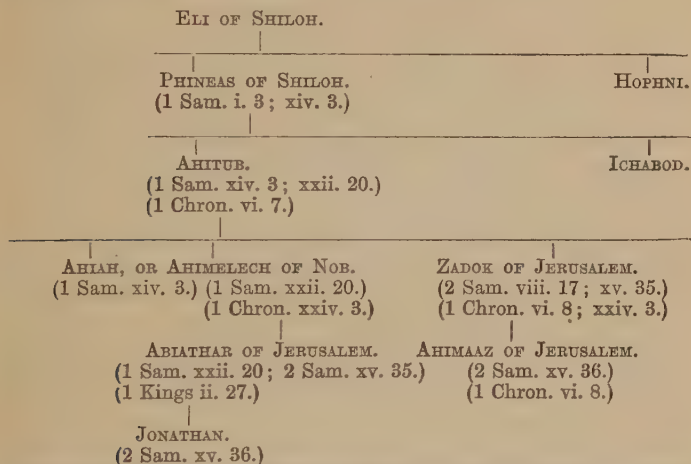 ELI OF SHILOH.
PHINEAS OF SHILOH. HOPHNI.
(1 Sam. i. 3; xiv. 3.)
AHITUB. ICHABOD.
(1 Sam. xiv. 3; xxii. 20.)
(1 Chron. vi. 7.)
AHIAH, OR AHIMELECH OF NOB. ZADOK OF JERUSALEM.
(1 Sam. xiv. 3.) (1 Sam. xxii. 20.) (2 Sam. viii. 17; xv. 35.)
(1 Chron. xxiv. 3.) (1 Chron. vi. 8; xxiv. 3.)
ABIATHAR OF JERUSALEM. AHIMAAZ OF JERUSALEM.
(1 Sam. xxii. 20; 2 Sam. xv. 35.) (2 Sam. xv. 36.)
(1 Kings ii. 27.) (1 Chron. vi. 8.)
JONATHAN.
(2 Sam. xv. 36.)